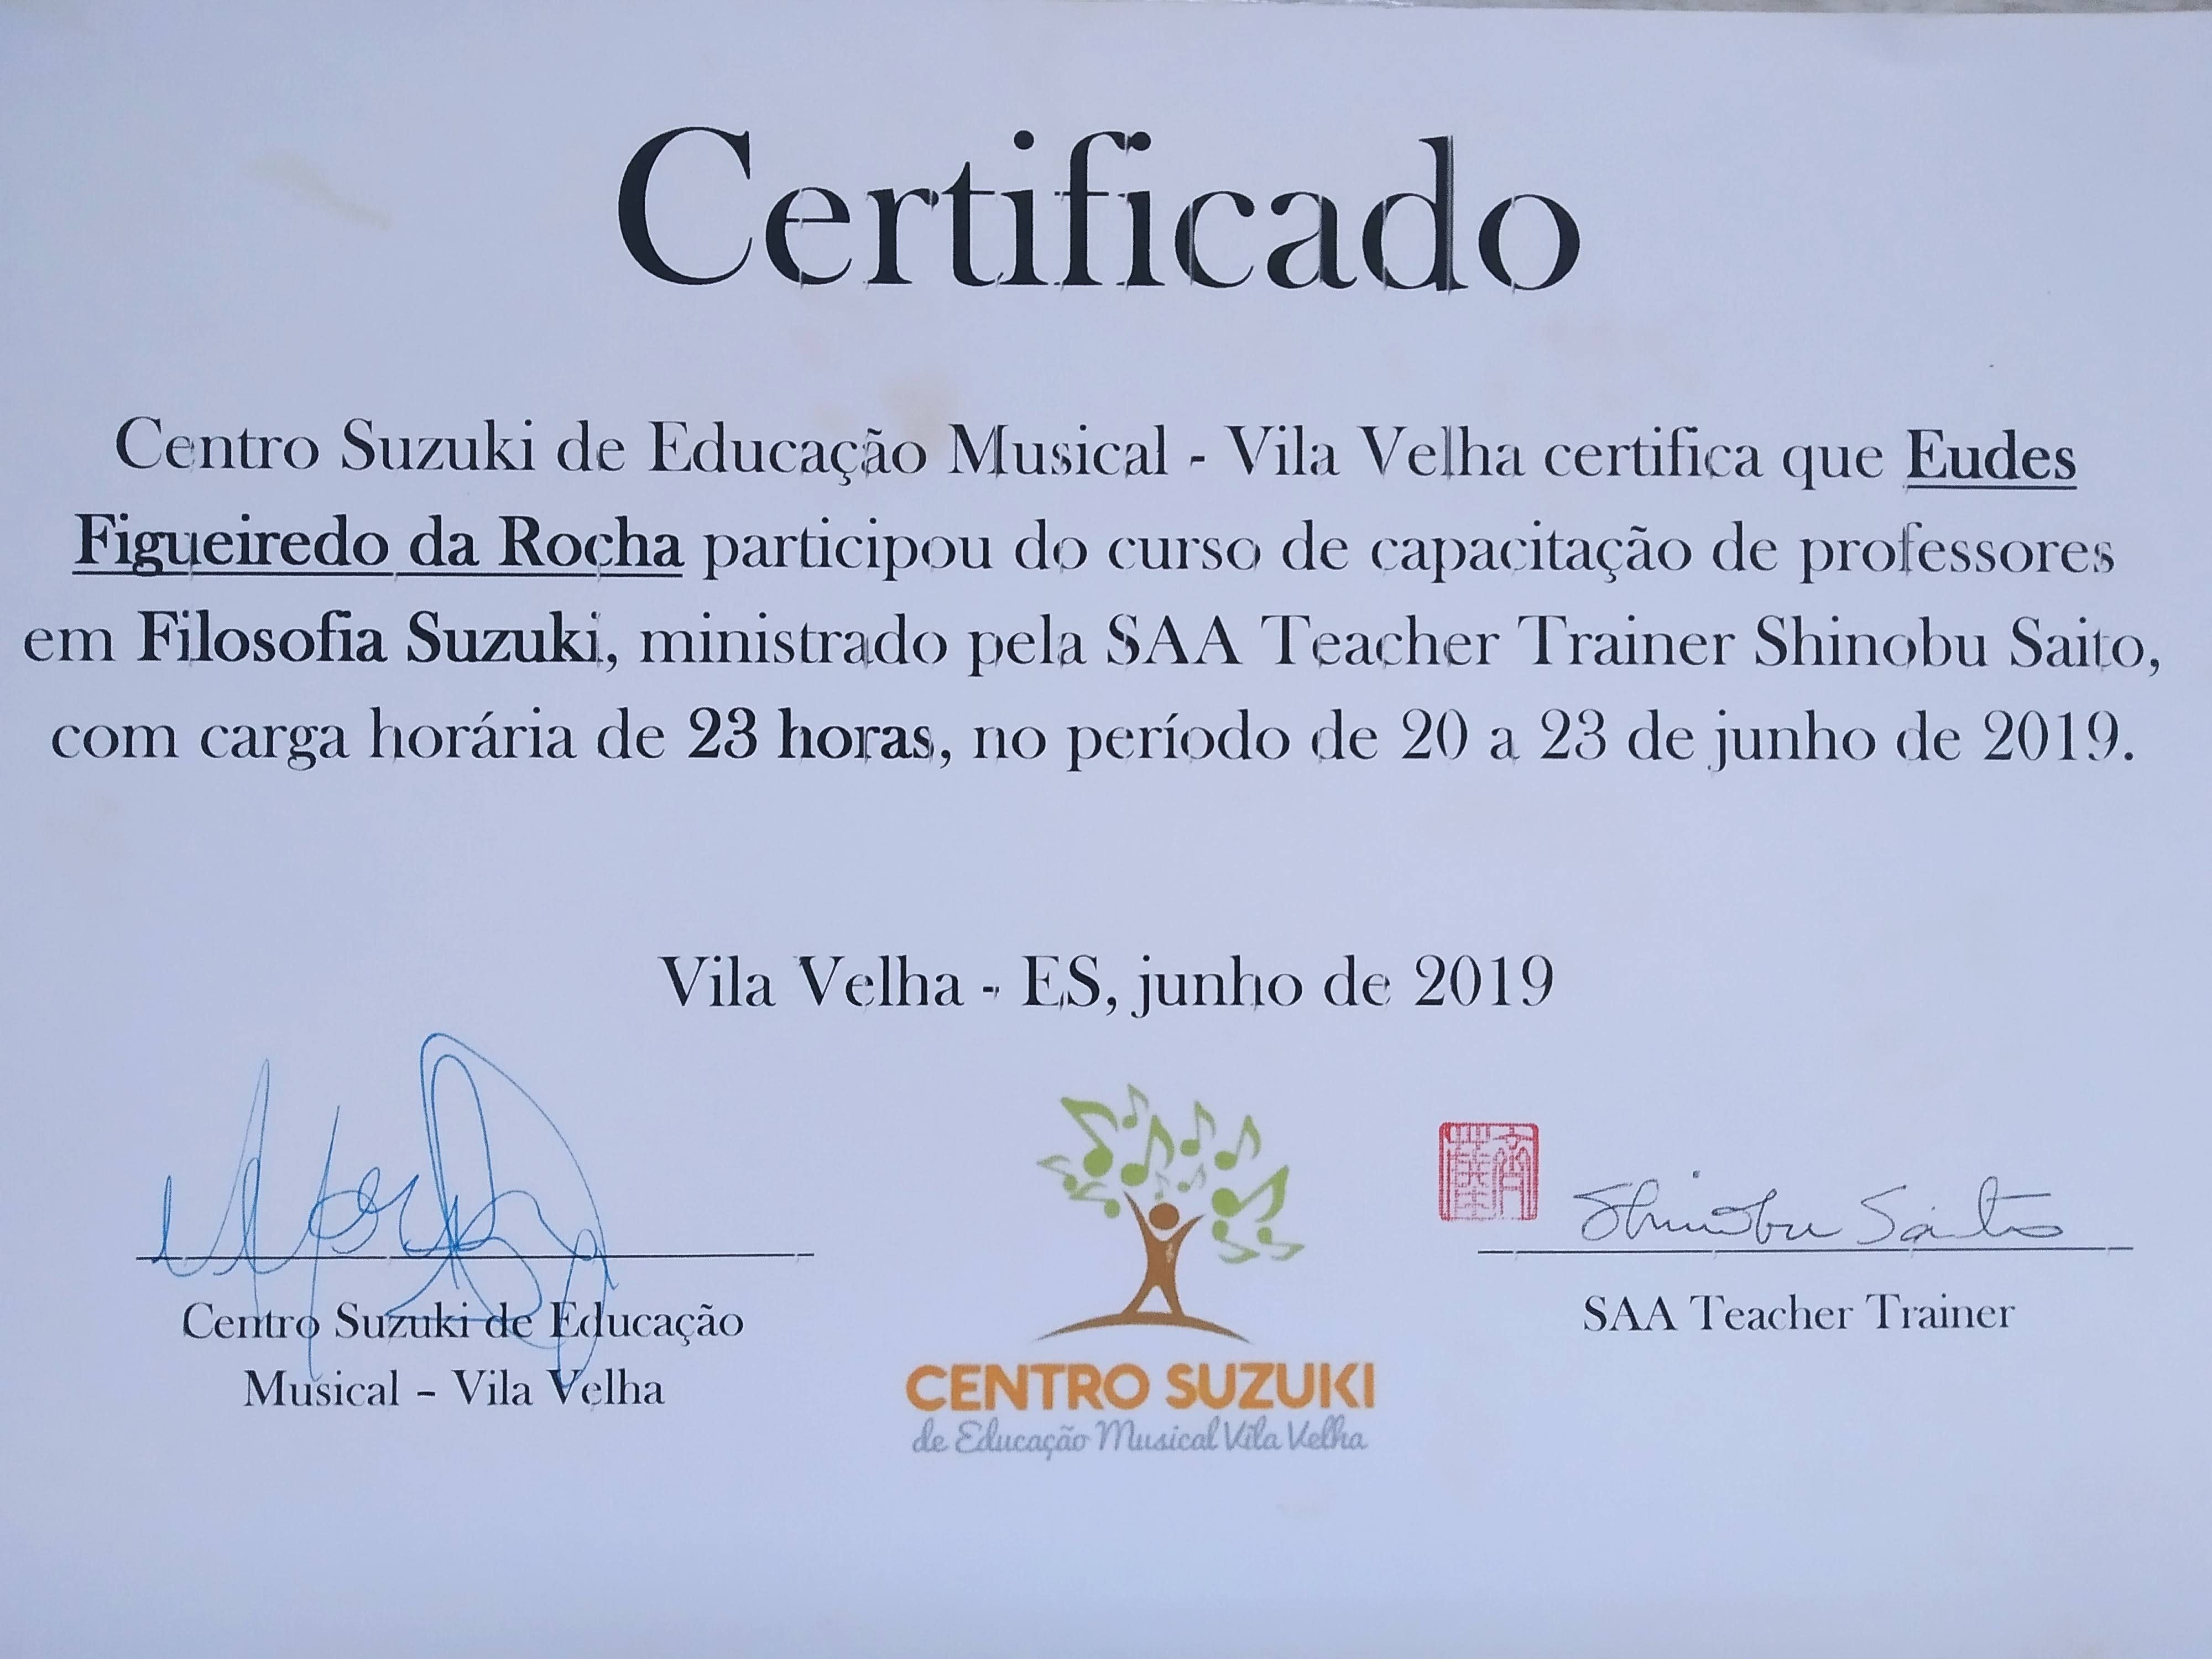 Certificado
Centro Suzuki de Educação Musical - Vila Velha certifica que Eudes
Figueiredo da Rocha participou do curso de capacitação de professores
em Filosofia Suzuki, ministrado pela SAA Teacher Trainer Shinobu Saito,
com carga horária de 23 horas, no período de 20 a 23 de junho de 2019.
Vila Velha - ES, junho de 2019
Shinobu Saito
Centro Suzuki de Educação
Musical – Vila Velha
SAA Teacher Trainer
CENTRO SUZUKI
de Educação Musical Vila Velha